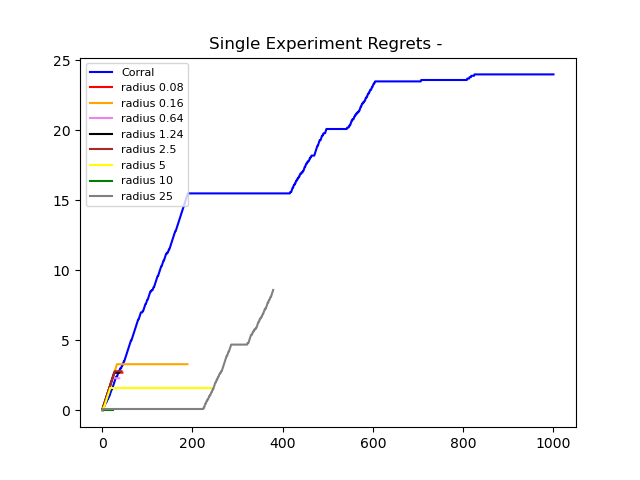 Single Experiment Regrets -
25
20
15
10
5
0
Corral
radius 0.08
radius 0.16
radius 0.64
radius 1.24
radius 2.5
radius 5
radius 10
radius 25
0 200 400 600 800 1000